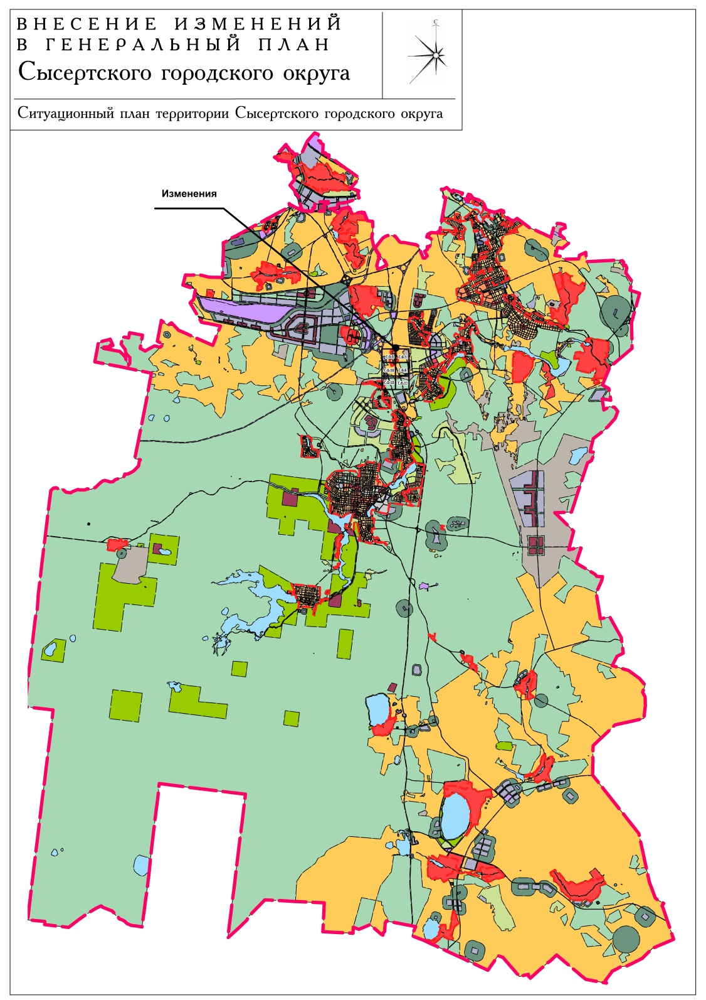 ВНЕСЕНИЕ ИЗМЕНЕНИЙ
В ГЕНЕРАЛЬНЫЙ ПЛАН
Сысертского городского округа
С
Ситуационный план территории Сысертского городского округа
Изменения